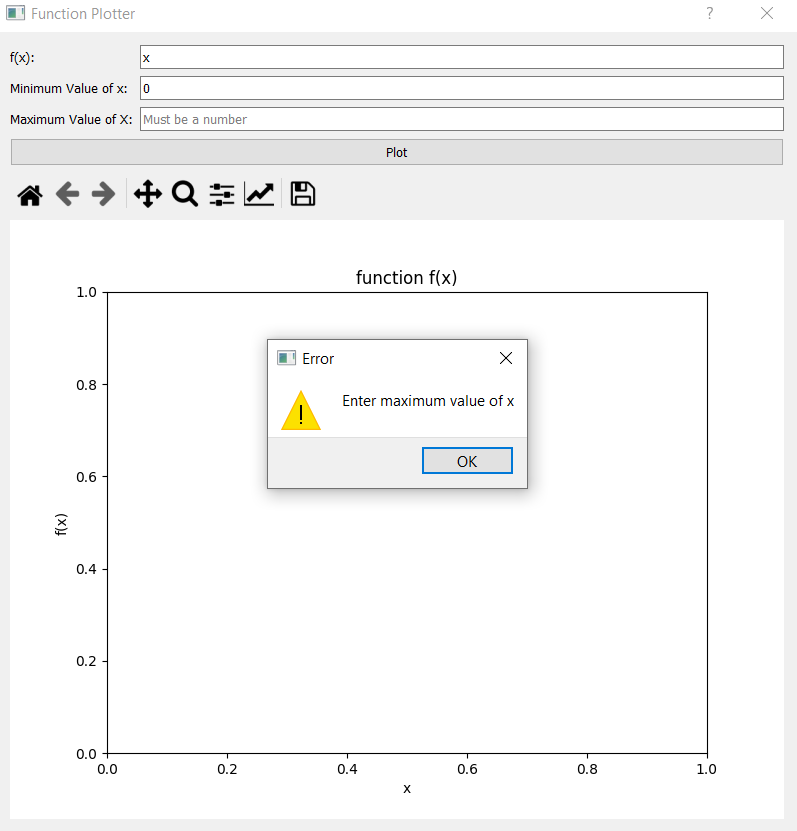 Function Plotter ?
f(x): x
Minimum Value of x: 0
Maximum Value of X: Must be a number
Plot
function f(x)
1.0
0.8
0.6
0.4
0.2
0.0
f(x)
0.0 0.2 0.4 0.6 0.8 1.0
x
Error
!
Enter maximum value of x
OK